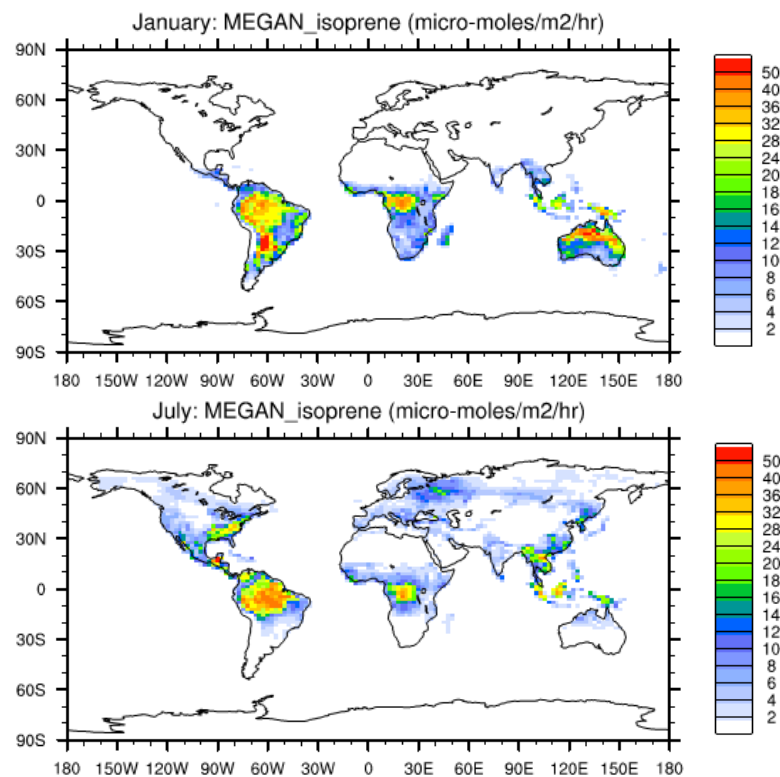 January: MEGAN_isoprene (micro-moles/m2/hr)
90N
60N
30N
0
30S
60S
90S
180 150W 120W 90W 60W 30W 0 30E 60E 90E 120E 150E 180
50
40
36
32
28
24
20
18
16
14
12
10
8
6
4
2
July: MEGAN_isoprene (micro-moles/m2/hr)
90N
60N
30N
0
30S
60S
90S
180 150W 120W 90W 60W 30W 0 30E 60E 90E 120E 150E 180
50
40
36
32
28
24
20
18
16
14
12
10
8
6
4
2